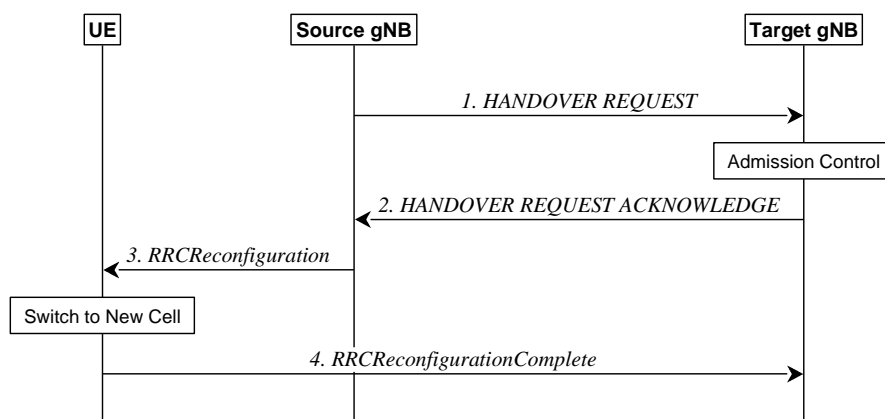 UE
Source gNB
Target gNB
1. HANDOVER REQUEST
Admission Control
2. HANDOVER REQUEST ACKNOWLEDGE
3. RRCReconfiguration
Switch to New Cell
4. RRCReconfigurationComplete